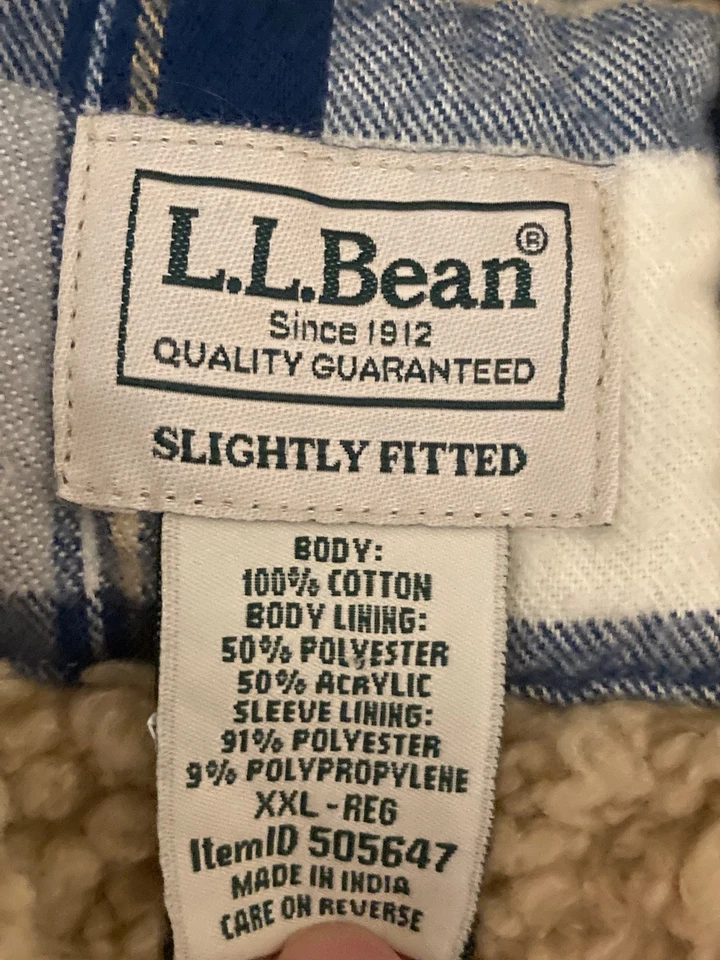 L.L.Bean®
Since 1912
QUALITY GUARANTEED
SLIGHTLY FITTED
BODY:
100% COTTON
BODY LINING:
50% POLYESTER
50% ACRYLIC
SLEEVE LINING:
91% POLYESTER
9% POLYPROPYLENE
XXL - REG
ItemID 505647
MADE IN INDIA
CARE ON REVERSE